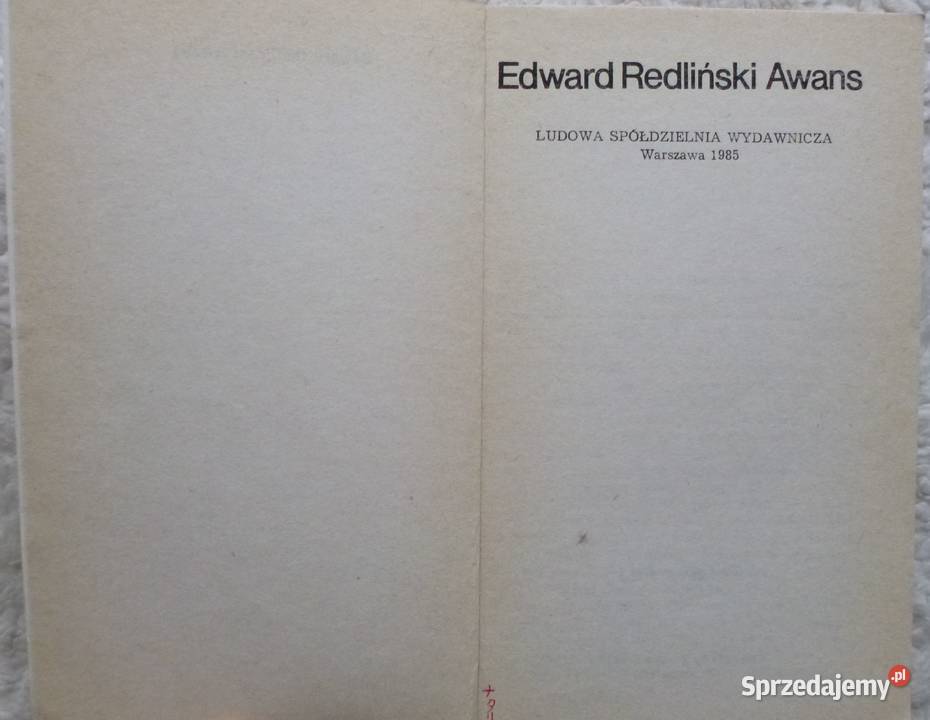 Edward Redliński Awans
LUDOWA SPÓŁDZIELNIA WYDAWNICZA
Warszawa 1985
Sprzedajemy.pl